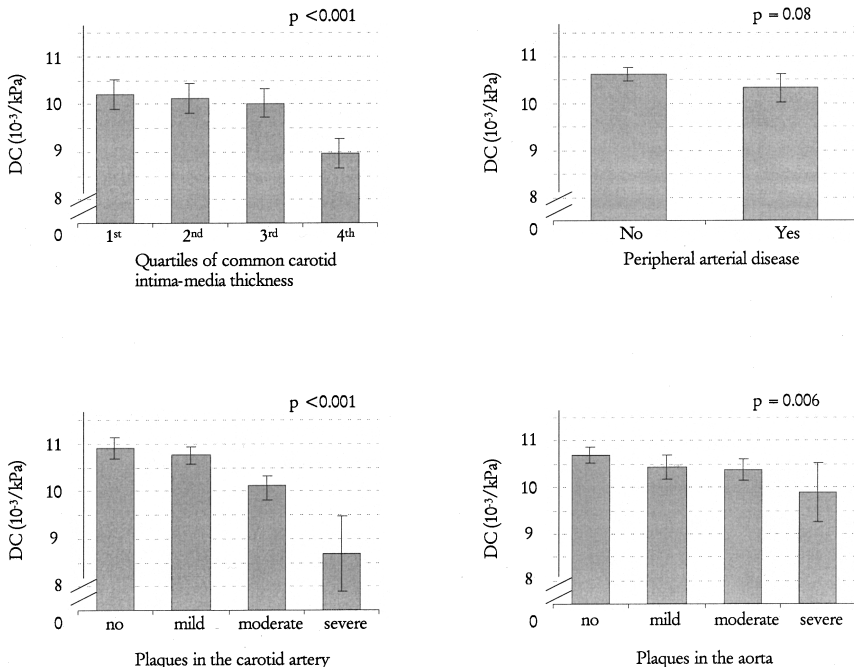 p <0.001
11
10
9
8
0
DC (10⁻³/kPa)
1ˢᵗ 2ⁿᵈ 3ʳᵈ 4ᵗʰ
Quartiles of common carotid
intima-media thickness
p = 0.08
11
10
9
8
0
DC (10⁻³/kPa)
No Yes
Peripheral arterial disease
p <0.001
11
10
9
8
0
DC (10⁻³/kPa)
no mild moderate severe
Plaques in the carotid artery
p = 0.006
11
10
9
8
0
DC (10⁻³/kPa)
no mild moderate severe
Plaques in the aorta